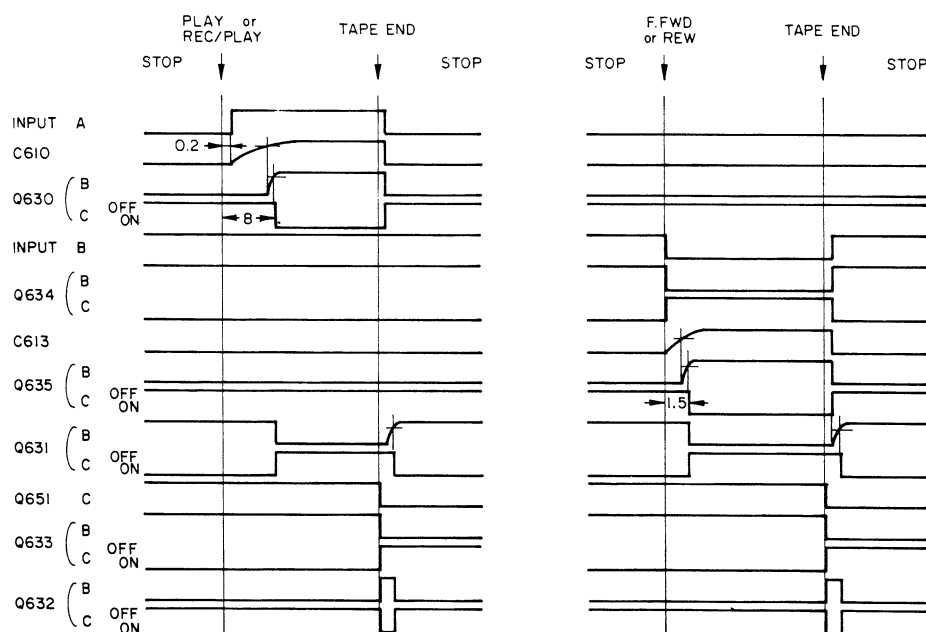 PLAY or
REC/PLAY
TAPE END
STOP
STOP
F.FWD
or REW
TAPE END
STOP
STOP
INPUT A
C610
0.2
Q630 ( B
C OFF
ON
8
INPUT B
Q634 ( B
C
C613
Q635 ( B
C OFF
ON
1.5
Q631 ( B
C OFF
ON
Q651 C
Q633 ( B
C OFF
ON
Q632 ( B
C OFF
ON